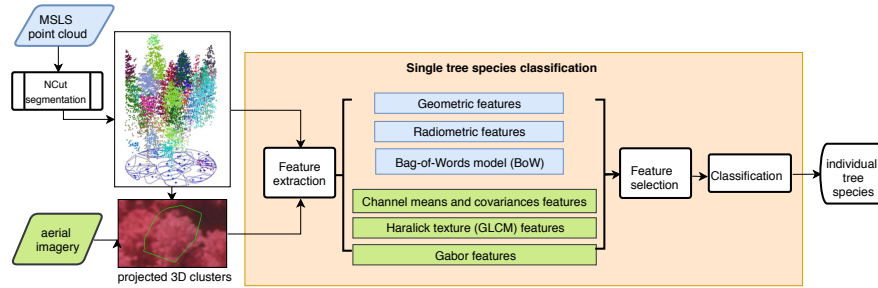 MSLS
point cloud
NCut
segmentation
aerial
imagery
projected 3D clusters
Single tree species classification
Feature
extraction
Geometric features
Radiometric features
Bag-of-Words model (BoW)
Channel means and covariances features
Haralick texture (GLCM) features
Gabor features
Feature
selection
Classification
individual
tree
species